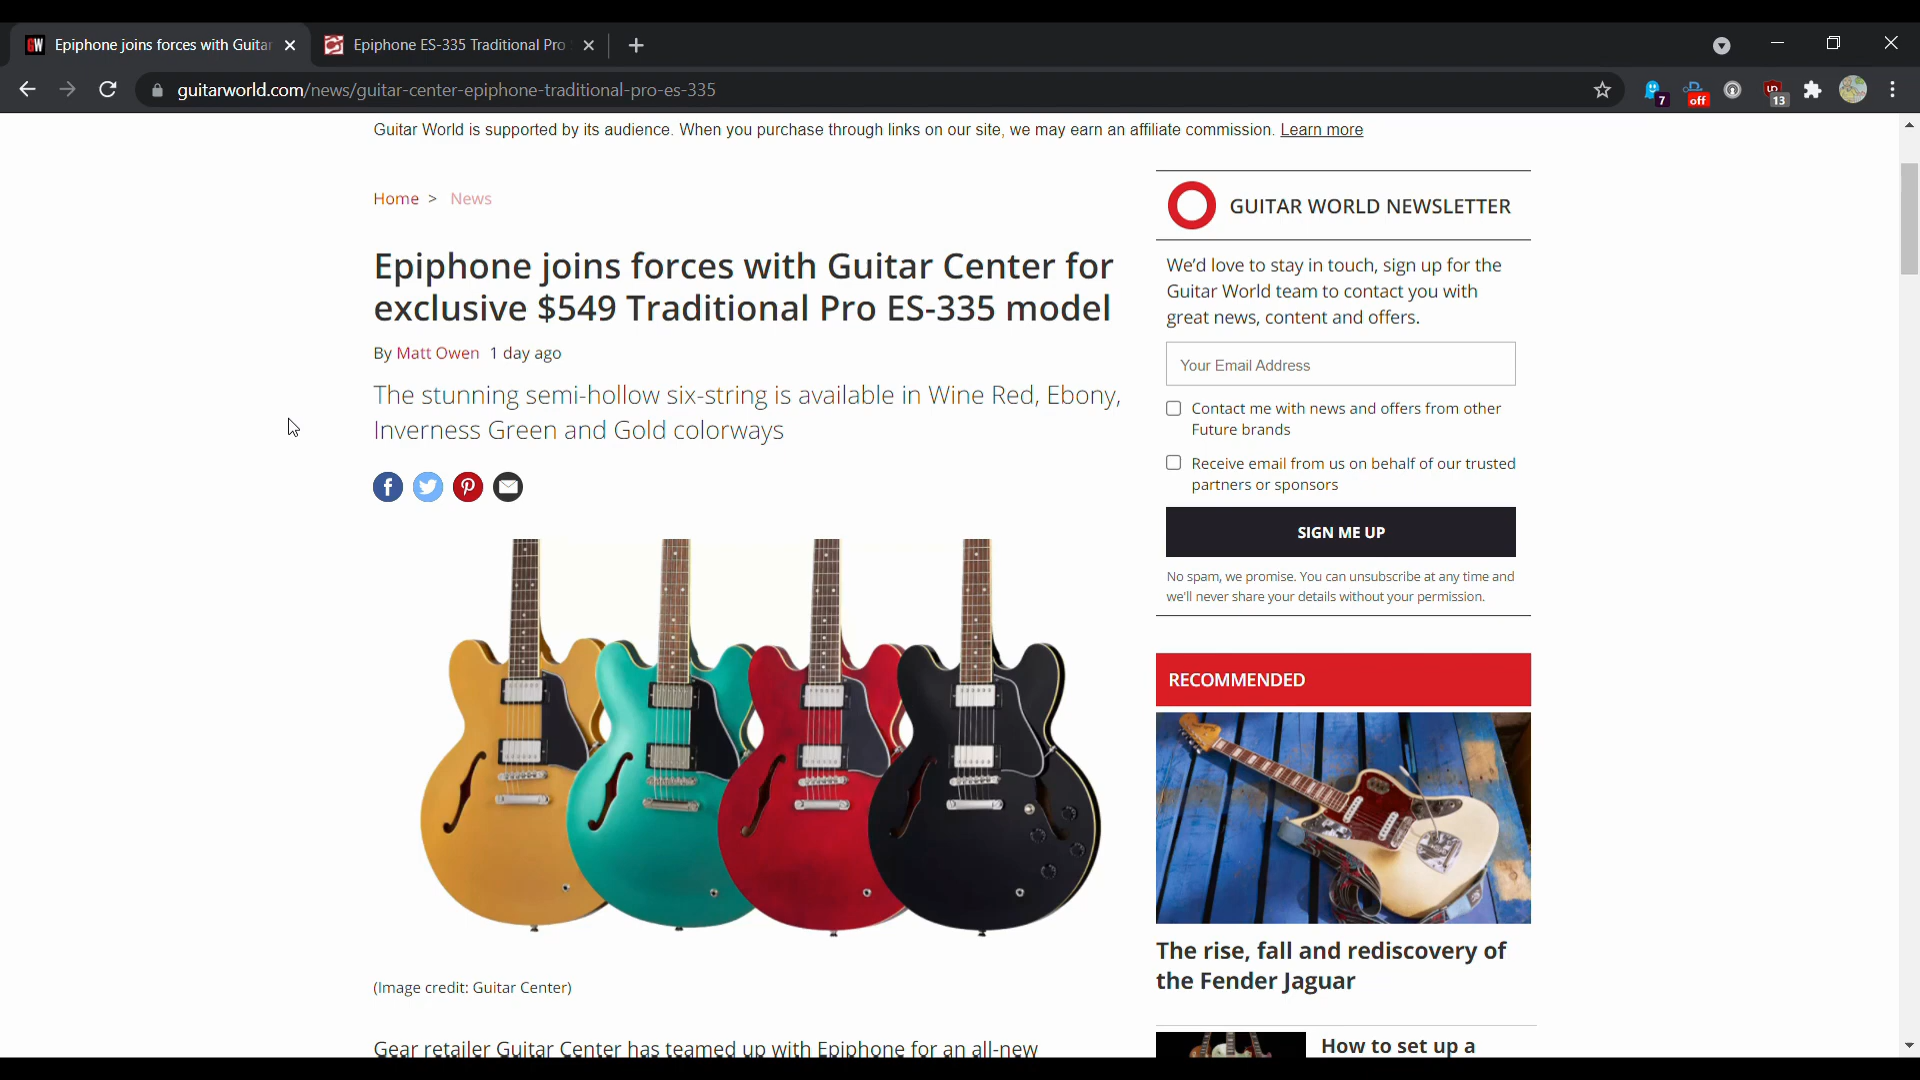 GW Epiphone joins forces with Guitar
Epiphone ES-335 Traditional Pro
guitarworld.com/news/guitar-center-epiphone-traditional-pro-es-335
7
off
13
Guitar World is supported by its audience. When you purchase through links on our site, we may earn an affiliate commission. Learn more
Home > News
Epiphone joins forces with Guitar Center for
exclusive $549 Traditional Pro ES-335 model
By Matt Owen 1 day ago
The stunning semi-hollow six-string is available in Wine Red, Ebony,
Inverness Green and Gold colorways
(Image credit: Guitar Center)
Gear retailer Guitar Center has teamed up with Epiphone for an all-new
GUITAR WORLD NEWSLETTER
We’d love to stay in touch, sign up for the
Guitar World team to contact you with
great news, content and offers.
Your Email Address
Contact me with news and offers from other
Future brands
Receive email from us on behalf of our trusted
partners or sponsors
SIGN ME UP
No spam, we promise. You can unsubscribe at any time and
we'll never share your details without your permission.
RECOMMENDED
The rise, fall and rediscovery of
the Fender Jaguar
How to set up a